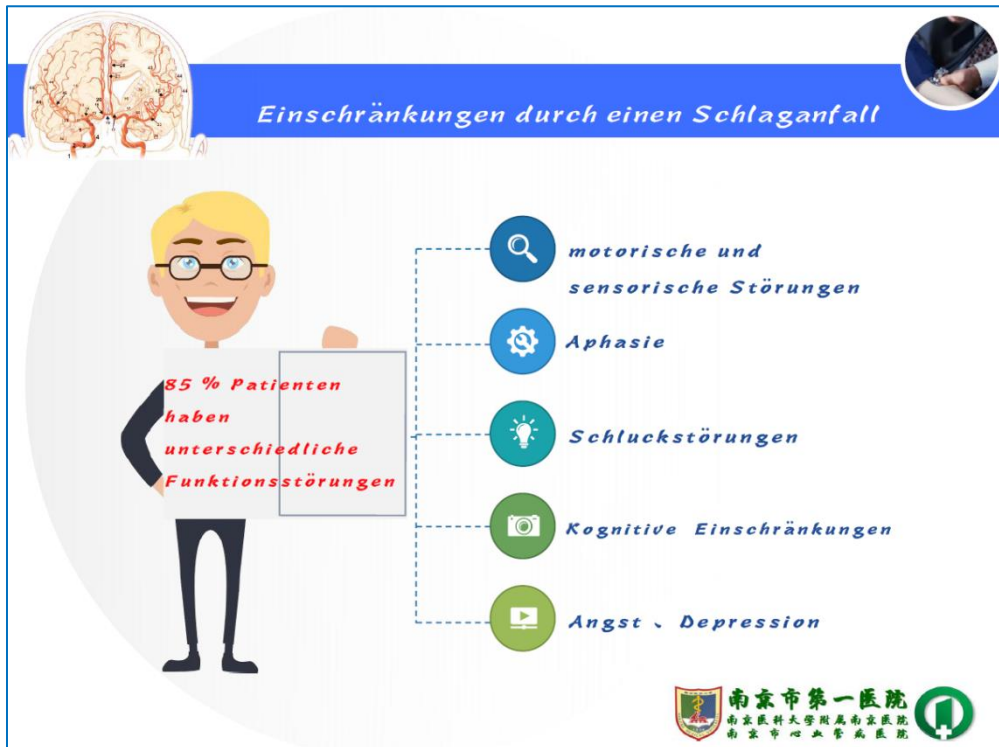 Einschränkungen durch einen Schlaganfall
85 % Patienten
haben
unterschiedliche
Funktionsstörungen
motorische und
sensorische Störungen
Aphasie
Schluckstörungen
Kognitive Einschränkungen
Angst 、 Depression
南京市第一医院
南京医科大学附属南京医院
南京市心血管病医院